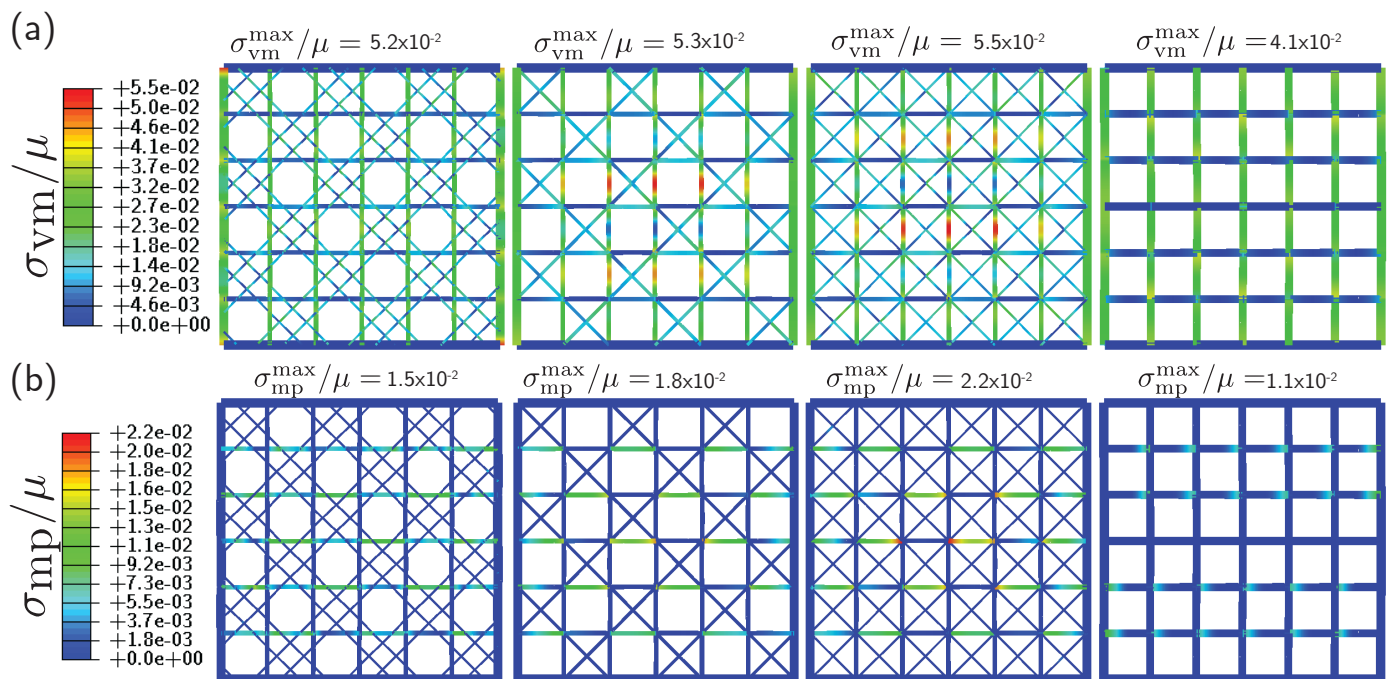 (a)
σ_vm^max/μ = 5.2x10⁻²
σ_vm^max/μ = 5.3x10⁻²
σ_vm^max/μ = 5.5x10⁻²
σ_vm^max/μ = 4.1x10⁻²
σ_vm/μ
+5.5e-02
+5.0e-02
+4.6e-02
+4.1e-02
+3.7e-02
+3.2e-02
+2.7e-02
+2.3e-02
+1.8e-02
+1.4e-02
+9.2e-03
+4.6e-03
+0.0e+00
(b)
σ_mp^max/μ = 1.5x10⁻²
σ_mp^max/μ = 1.8x10⁻²
σ_mp^max/μ = 2.2x10⁻²
σ_mp^max/μ = 1.1x10⁻²
σ_mp/μ
+2.2e-02
+2.0e-02
+1.8e-02
+1.6e-02
+1.5e-02
+1.3e-02
+1.1e-02
+9.2e-03
+7.3e-03
+5.5e-03
+3.7e-03
+1.8e-03
+0.0e+00